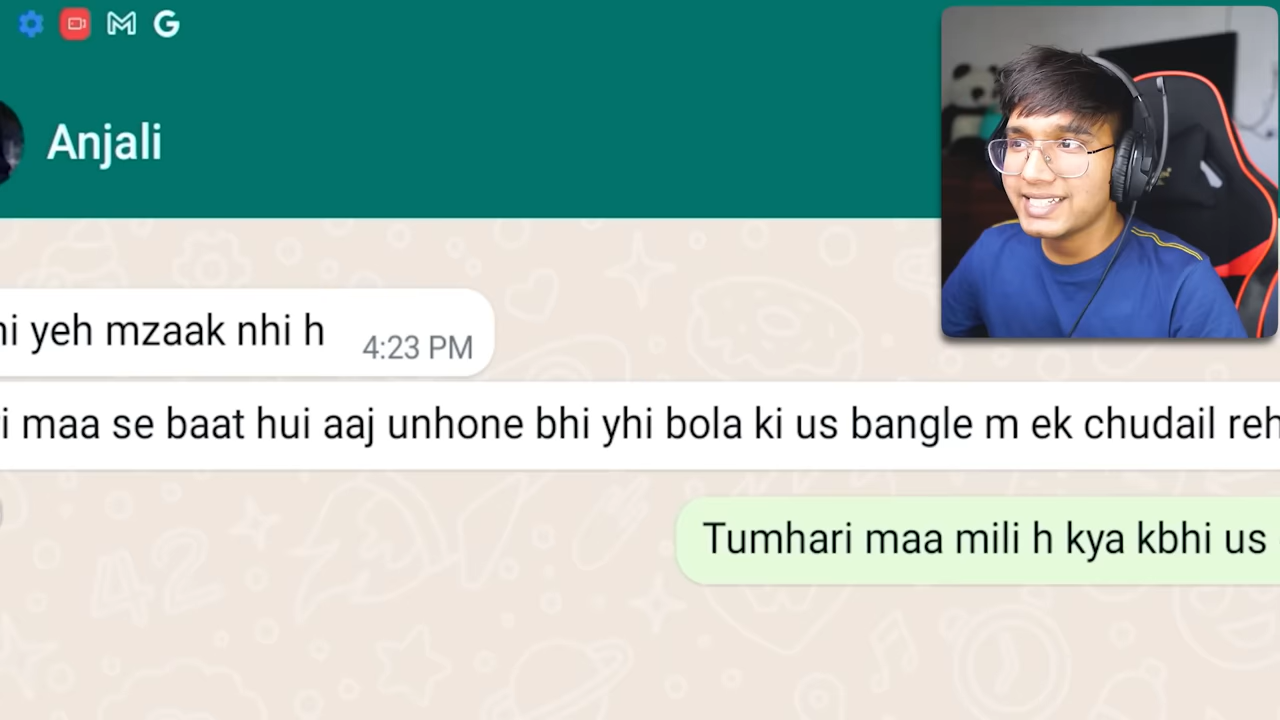 Anjali
yeh mzaak nhi h
4:23 PM
maa se baat hui aaj unhone bhi yhi bola ki us bangle m ek chudail
Tumhari maa mili h kya kbhi us